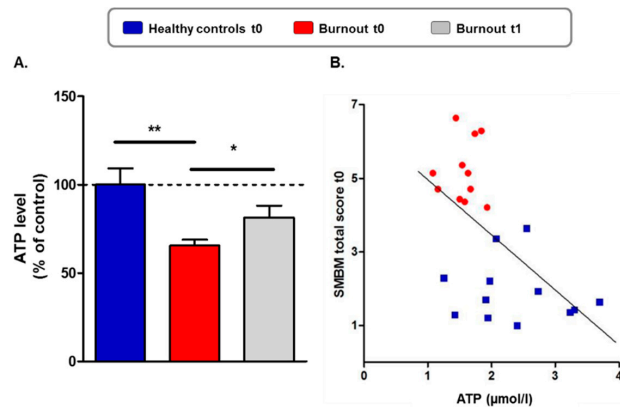 Healthy controls t0 Burnout t0 Burnout t1
A.
B.
150
100
50
0
ATP level
(% of control)
**
*
7
5
3
1
SMBM total score t0
0 1 2 3 4
ATP (µmol/l)